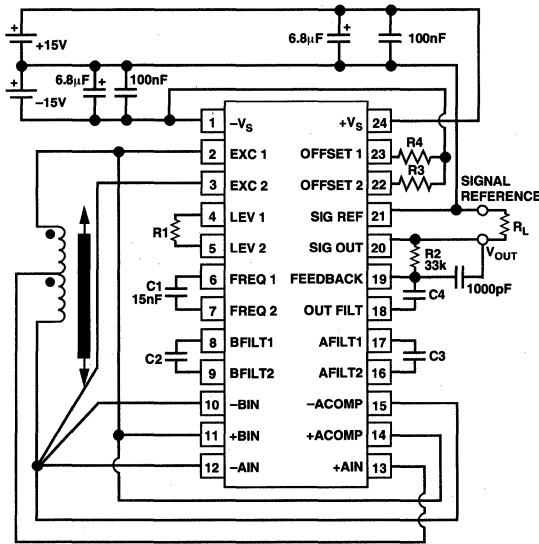 +15V
6.8μF
100nF
−15V
6.8μF
100nF
1 −VS
+VS 24
2 EXC 1
OFFSET 1 23
R4
3 EXC 2
OFFSET 2 22
R3
SIGNAL
REFERENCE
4 LEV 1
SIG REF 21
R1
RL
5 LEV 2
SIG OUT 20
VOUT
R2
33k
6 FREQ 1
FEEDBACK 19
C1
15nF
1000pF
7 FREQ 2
OUT FILT 18
C4
8 BFILT1
AFILT1 17
C2
C3
9 BFILT2
AFILT2 16
10 −BIN
−ACOMP 15
11 +BIN
+ACOMP 14
12 −AIN
+AIN 13